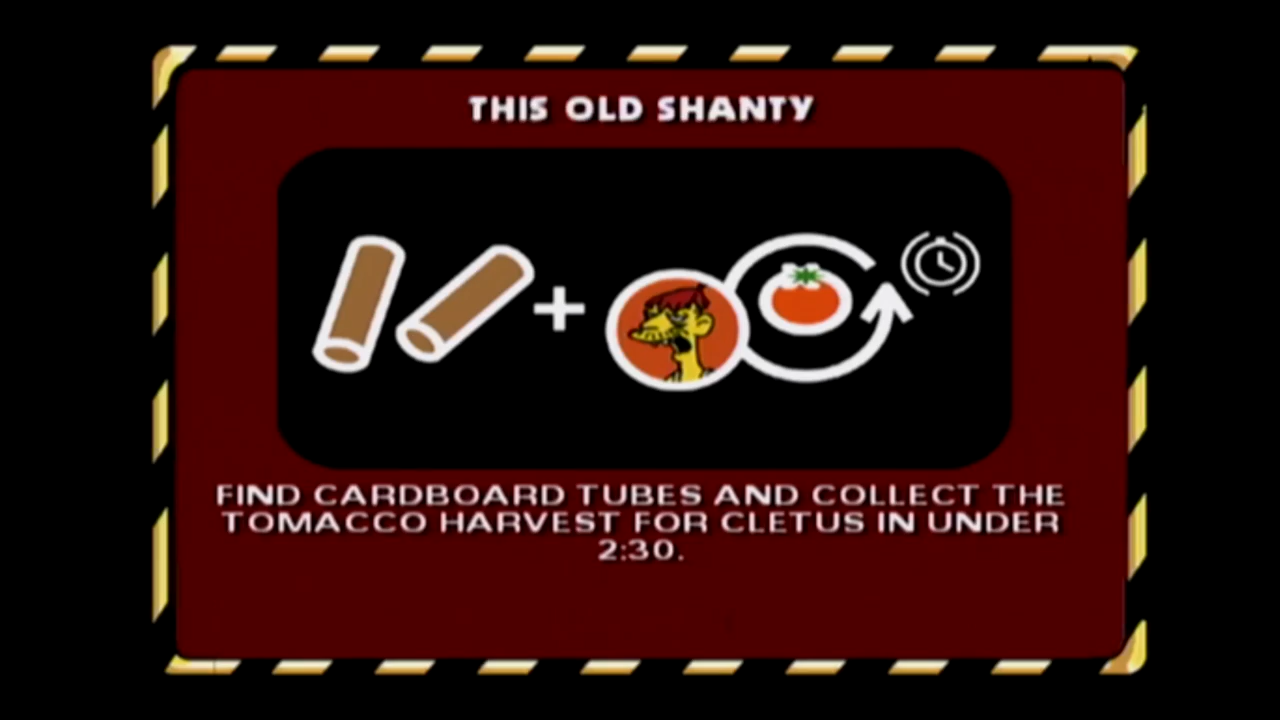 THIS OLD SHANTY
FIND CARDBOARD TUBES AND COLLECT THE
TOMACCO HARVEST FOR CLETUS IN UNDER
2:30.